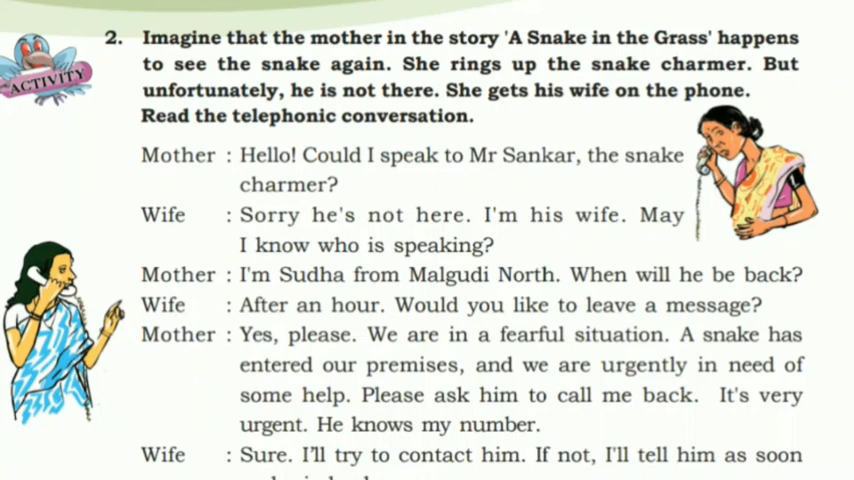 2. Imagine that the mother in the story 'A Snake in the Grass' happens
to see the snake again. She rings up the snake charmer. But
unfortunately, he is not there. She gets his wife on the phone.
Read the telephonic conversation.
ACTIVITY
Mother : Hello! Could I speak to Mr Sankar, the snake
charmer?
Wife : Sorry he's not here. I'm his wife. May
I know who is speaking?
Mother : I'm Sudha from Malgudi North. When will he be back?
Wife : After an hour. Would you like to leave a message?
Mother : Yes, please. We are in a fearful situation. A snake has
entered our premises, and we are urgently in need of
some help. Please ask him to call me back. It's very
urgent. He knows my number.
Wife : Sure. I'll try to contact him. If not, I'll tell him as soon